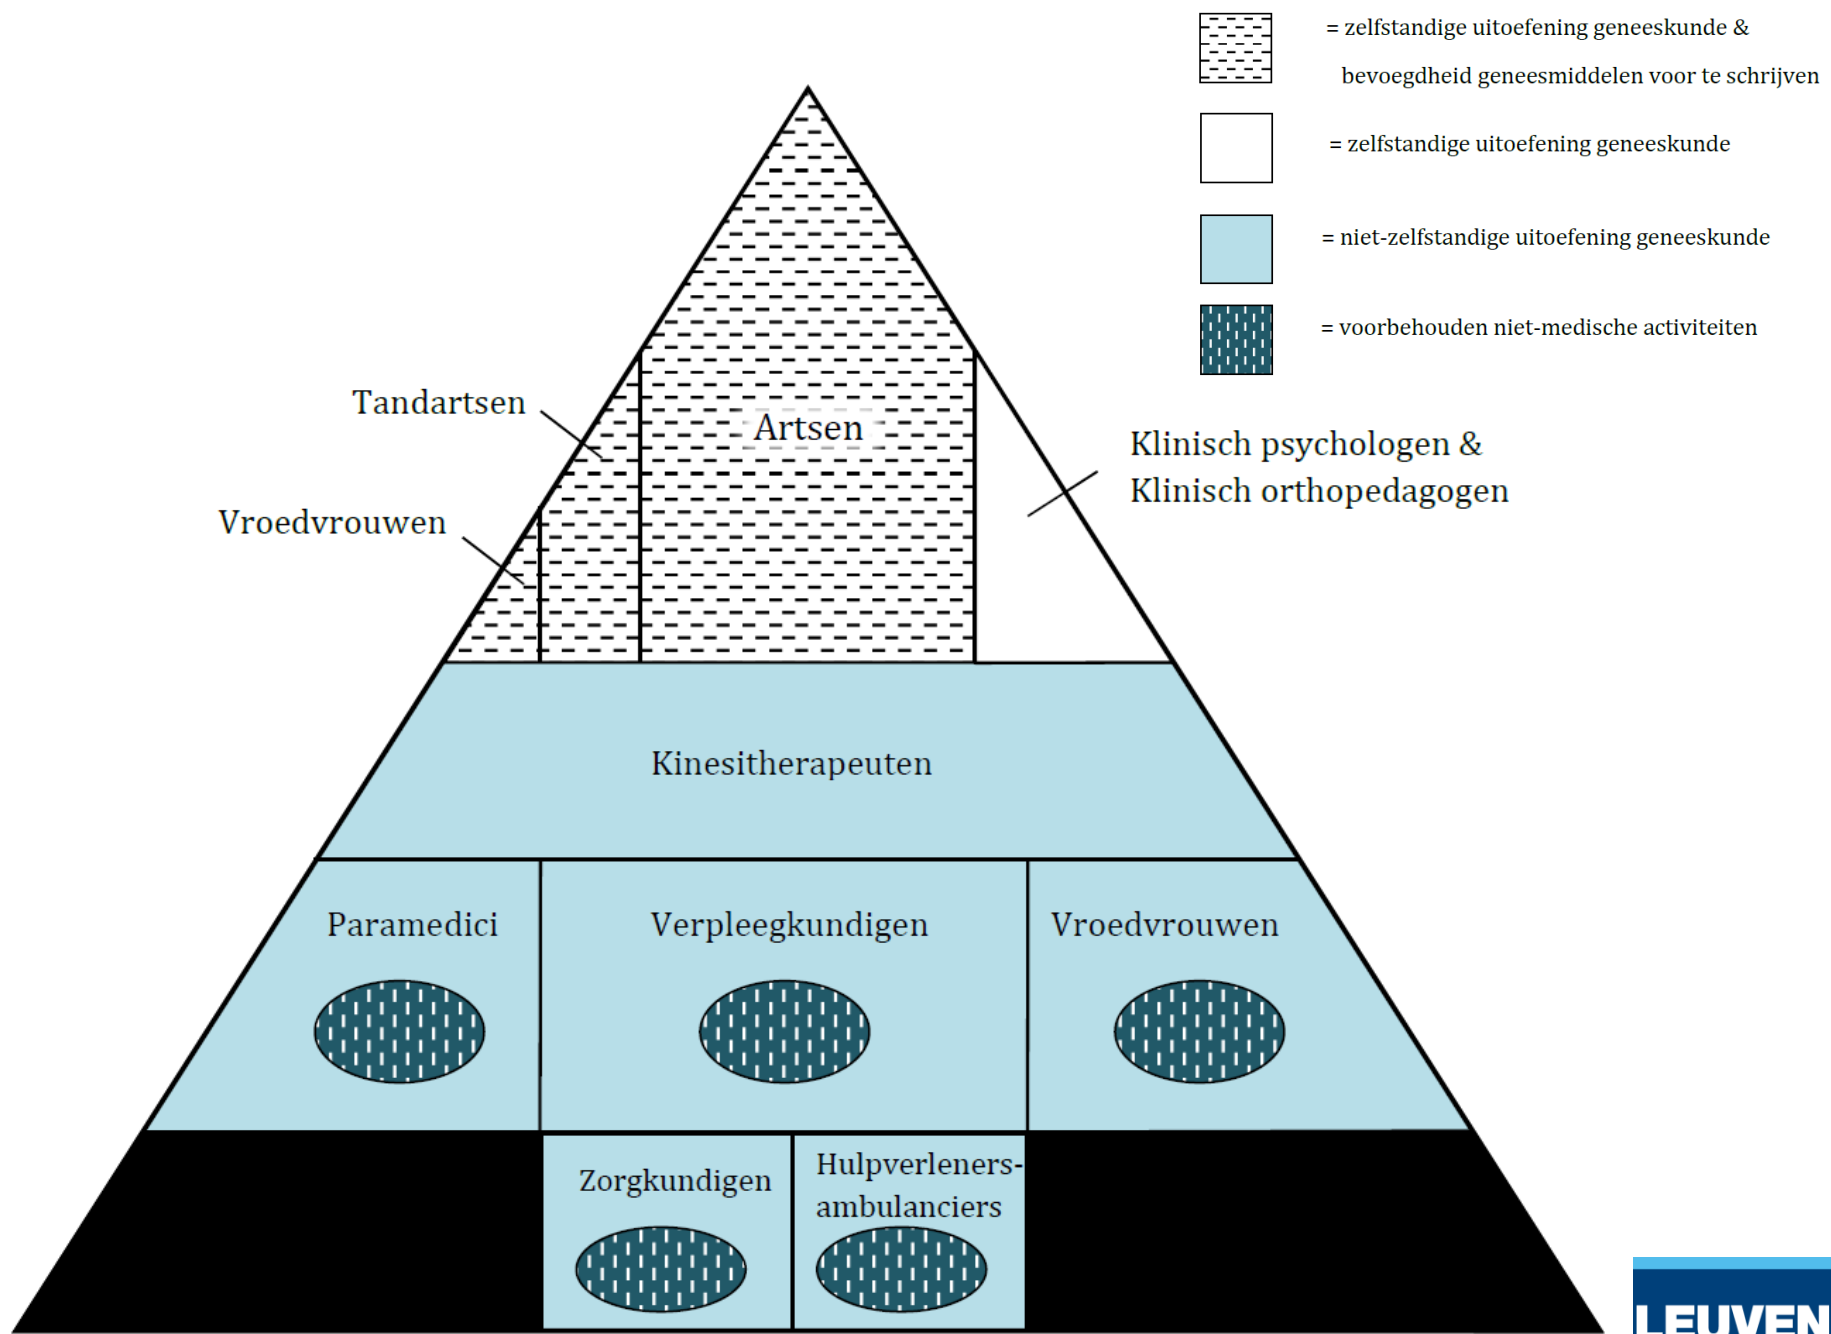 = zelfstandige uitoefening geneeskunde &
bevoegdheid geneesmiddelen voor te schrijven
= zelfstandige uitoefening geneeskunde
= niet-zelfstandige uitoefening geneeskunde
= voorbehouden niet-medische activiteiten
Tandartsen
Artsen
Klinisch psychologen &
Klinisch orthopedagogen
Vroedvrouwen
Kinesitherapeuten
Paramedici
Verpleegkundigen
Vroedvrouwen
Zorgkundigen
Hulpverleners-
ambulanciers
LEUVEN